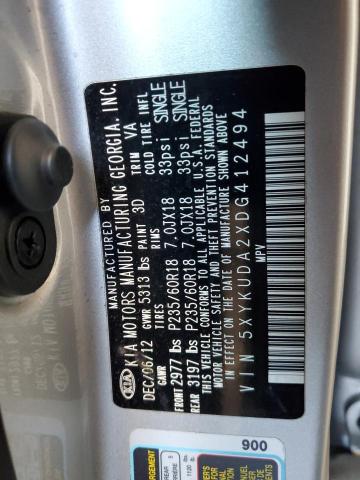 MANUFACTURED BY
KIA KIA MOTORS MANUFACTURING GEORGIA, INC.
DEC/06/12 GVWR 5313 lbs PAINT 3D TRIM VA
GAWR RIMS COLD TIRE INFL
FRONT 2977 lbs P235/60R18 7.0JX18 33psi SINGLE
REAR 3197 lbs P235/60R18 7.0JX18 33psi SINGLE
THIS VEHICLE CONFORMS TO ALL APPLICABLE U.S.A. FEDERAL
MOTOR VEHICLE SAFETY AND THEFT PREVENTION STANDARDS
IN EFFECT ON THE DATE OF MANUFACTURE SHOWN ABOVE
VIN 5XYKUDA2XDG412494
MPV
900